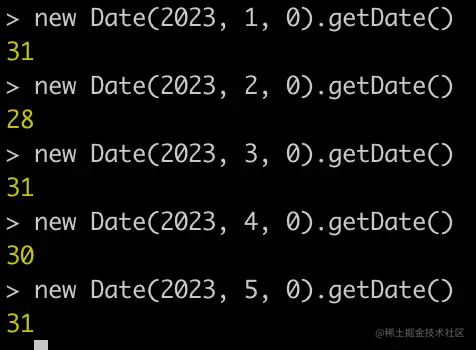 > new Date(2023, 1, 0).getDate()
31
> new Date(2023, 2, 0).getDate()
28
> new Date(2023, 3, 0).getDate()
31
> new Date(2023, 4, 0).getDate()
30
> new Date(2023, 5, 0).getDate()
31
@稀土掘金技术社区